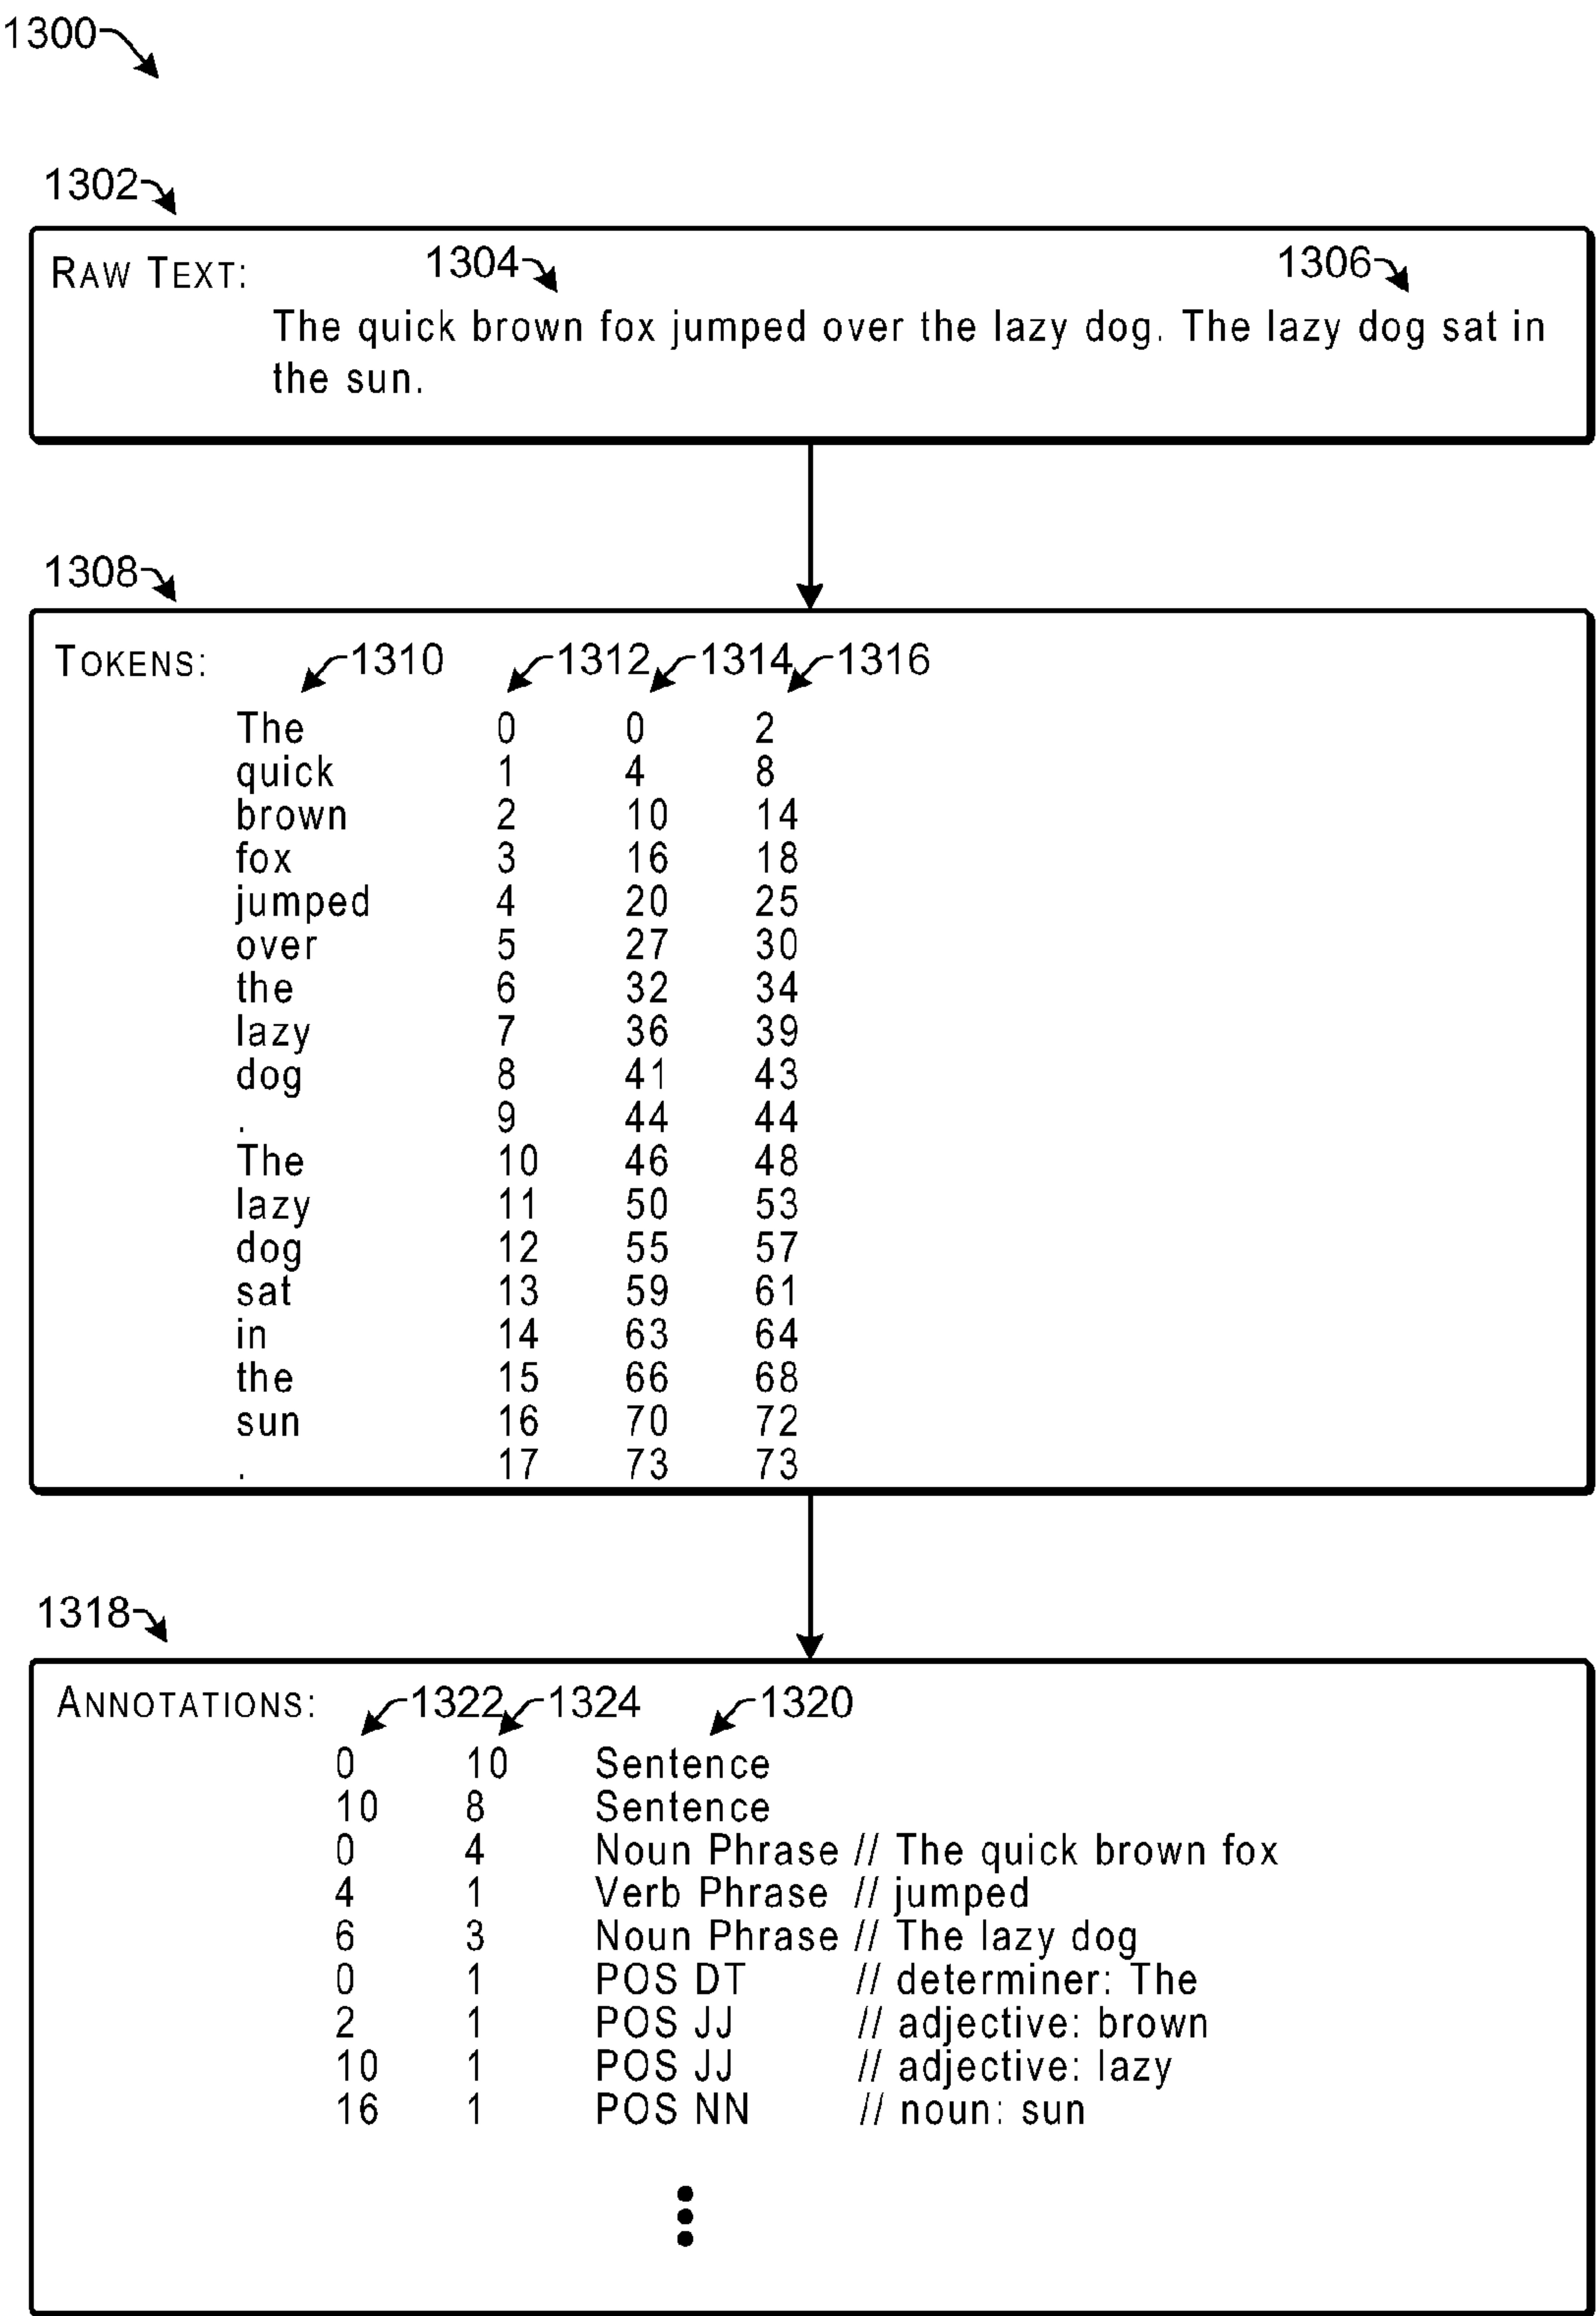 1300
1302
RAW TEXT: 1304 1306
The quick brown fox jumped over the lazy dog. The lazy dog sat in
the sun.
1308
TOKENS: 1310 1312 1314 1316
The 0 0 2
quick 1 4 8
brown 2 10 14
fox 3 16 18
jumped 4 20 25
over 5 27 30
the 6 32 34
lazy 7 36 39
dog 8 41 43
. 9 44 44
The 10 46 48
lazy 11 50 53
dog 12 55 57
sat 13 59 61
in 14 63 64
the 15 66 68
sun 16 70 72
. 17 73 73
1318
ANNOTATIONS: 1322 1324 1320
0 10 Sentence
10 8 Sentence
0 4 Noun Phrase // The quick brown fox
4 1 Verb Phrase // jumped
6 3 Noun Phrase // The lazy dog
0 1 POS DT // determiner: The
2 1 POS JJ // adjective: brown
10 1 POS JJ // adjective: lazy
16 1 POS NN // noun: sun